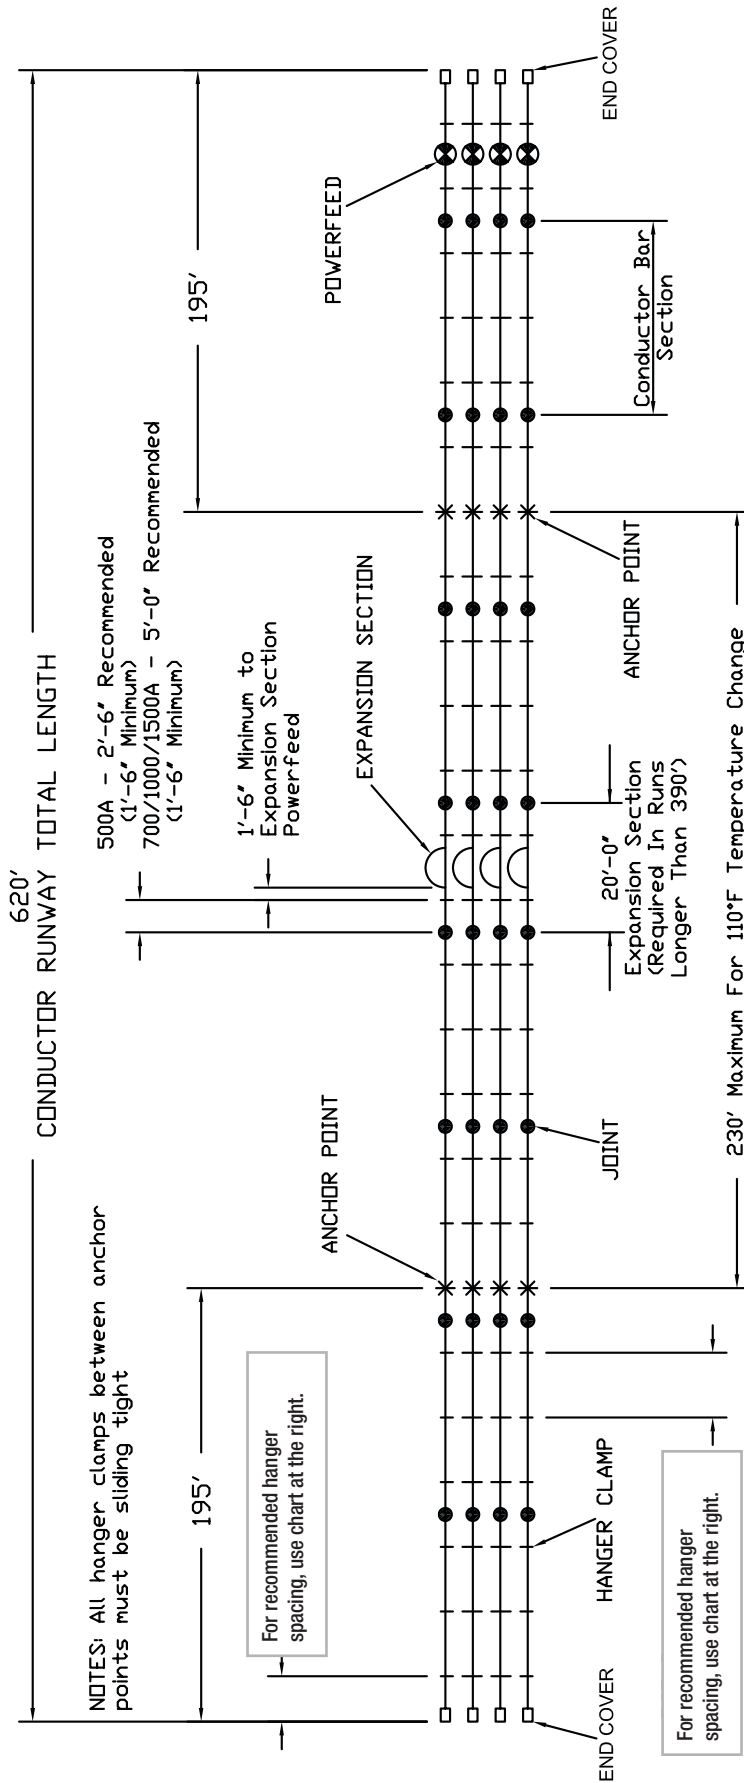 620'
CONDUCTOR RUNWAY TOTAL LENGTH
NOTES: All hanger clamps between anchor
points must be sliding tight
500A - 2'-6" Recommended
(1'-6" Minimum)
700/1000/1500A - 5'-0" Recommended
(1'-6" Minimum)
195'
195'
1'-6" Minimum to
Expansion Section
Powerfeed
For recommended hanger
spacing, use chart at the right.
ANCHOR POINT
EXPANSION SECTION
POWERFEED
END COVER
HANGER CLAMP
JOINT
20'-0"
Expansion Section
(Required In Runs
Longer Than 390')
ANCHOR POINT
Conductor Bar
Section
END COVER
For recommended hanger
spacing, use chart at the right.
230' Maximum For 110°F Temperature Change